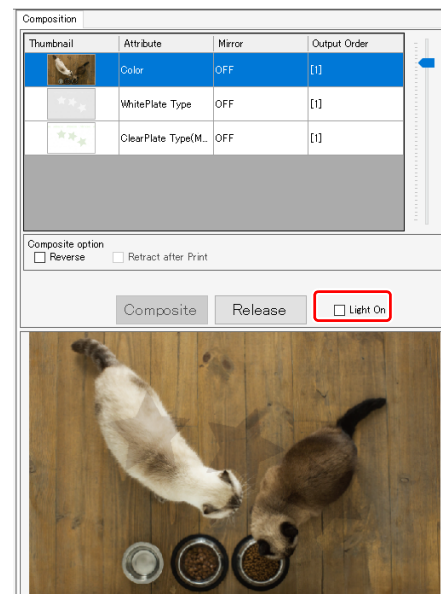 Composition
Thumbnail Attribute Mirror Output Order
Color OFF [1]
WhitePlate Type OFF [1]
ClearPlate Type(M... OFF [1]
Composite option
Reverse Retract after Print
Composite Release Light On